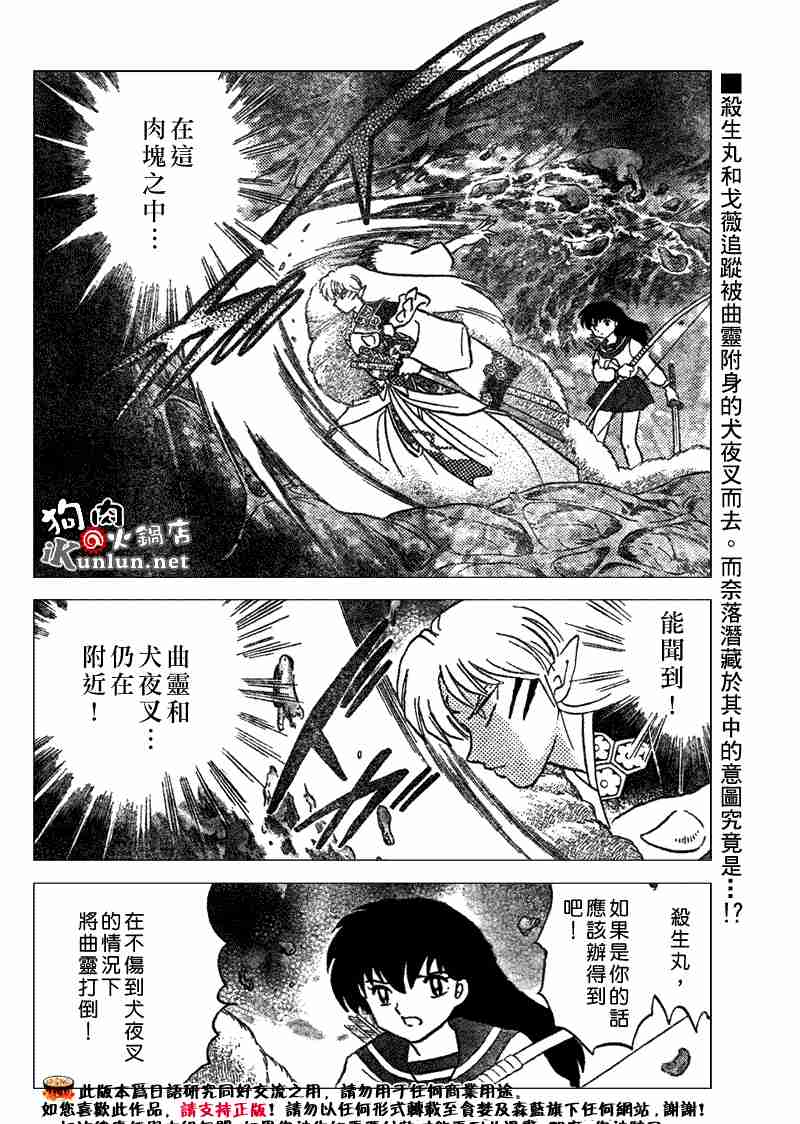 ■殺生丸和戈薇追蹤被曲靈附身的犬夜叉而去。而奈落潛藏於其中的意圖究竟是…!?
在這
肉塊之中…
狗肉@火鍋店
iKunlun.net
能聞到！
曲靈和
犬夜叉…
仍在
附近！
殺生丸，
如果是你的話
應該辦得到
吧！
在不傷到犬夜叉
的情況下
將曲靈打倒！
此版本爲日語研究同好交流之用，請勿用于任何商業用途。
如您喜歡此作品，請支持正版！請勿以任何形式轉載至貪婪及森藍旗下任何網站，謝謝！